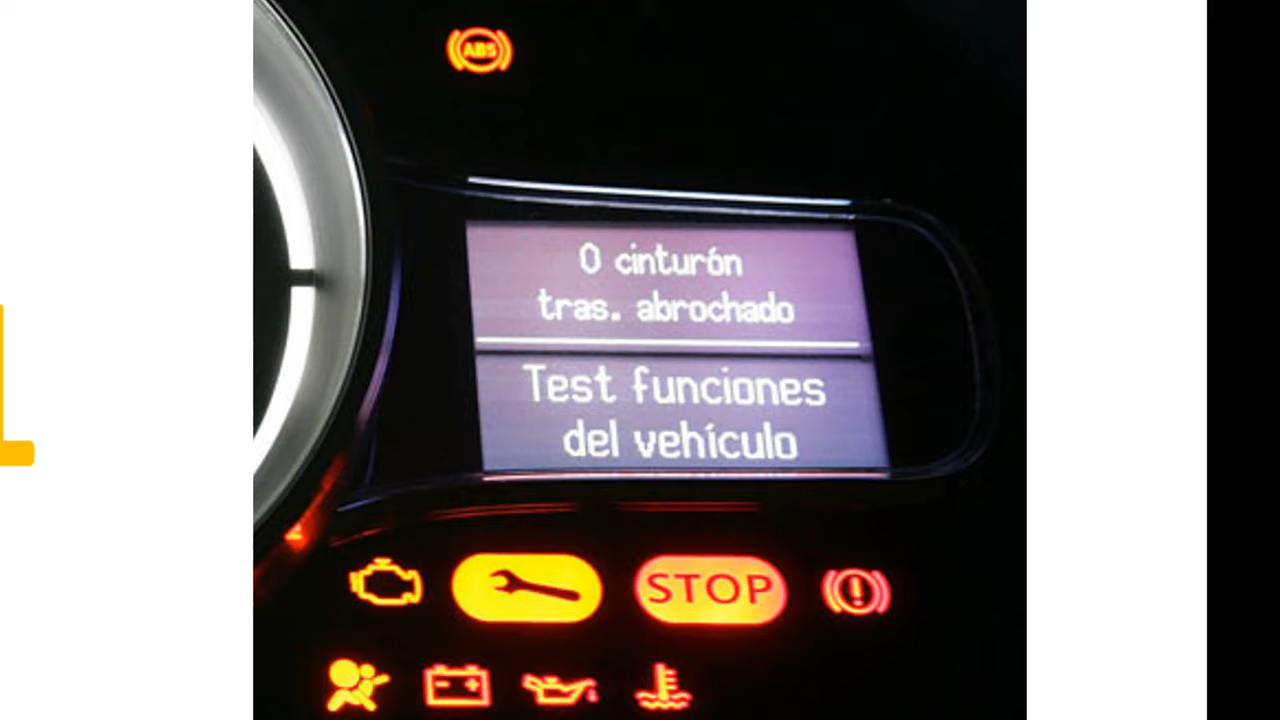 ABS
0 cinturón
tras. abrochado
Test funciones
del vehículo
STOP